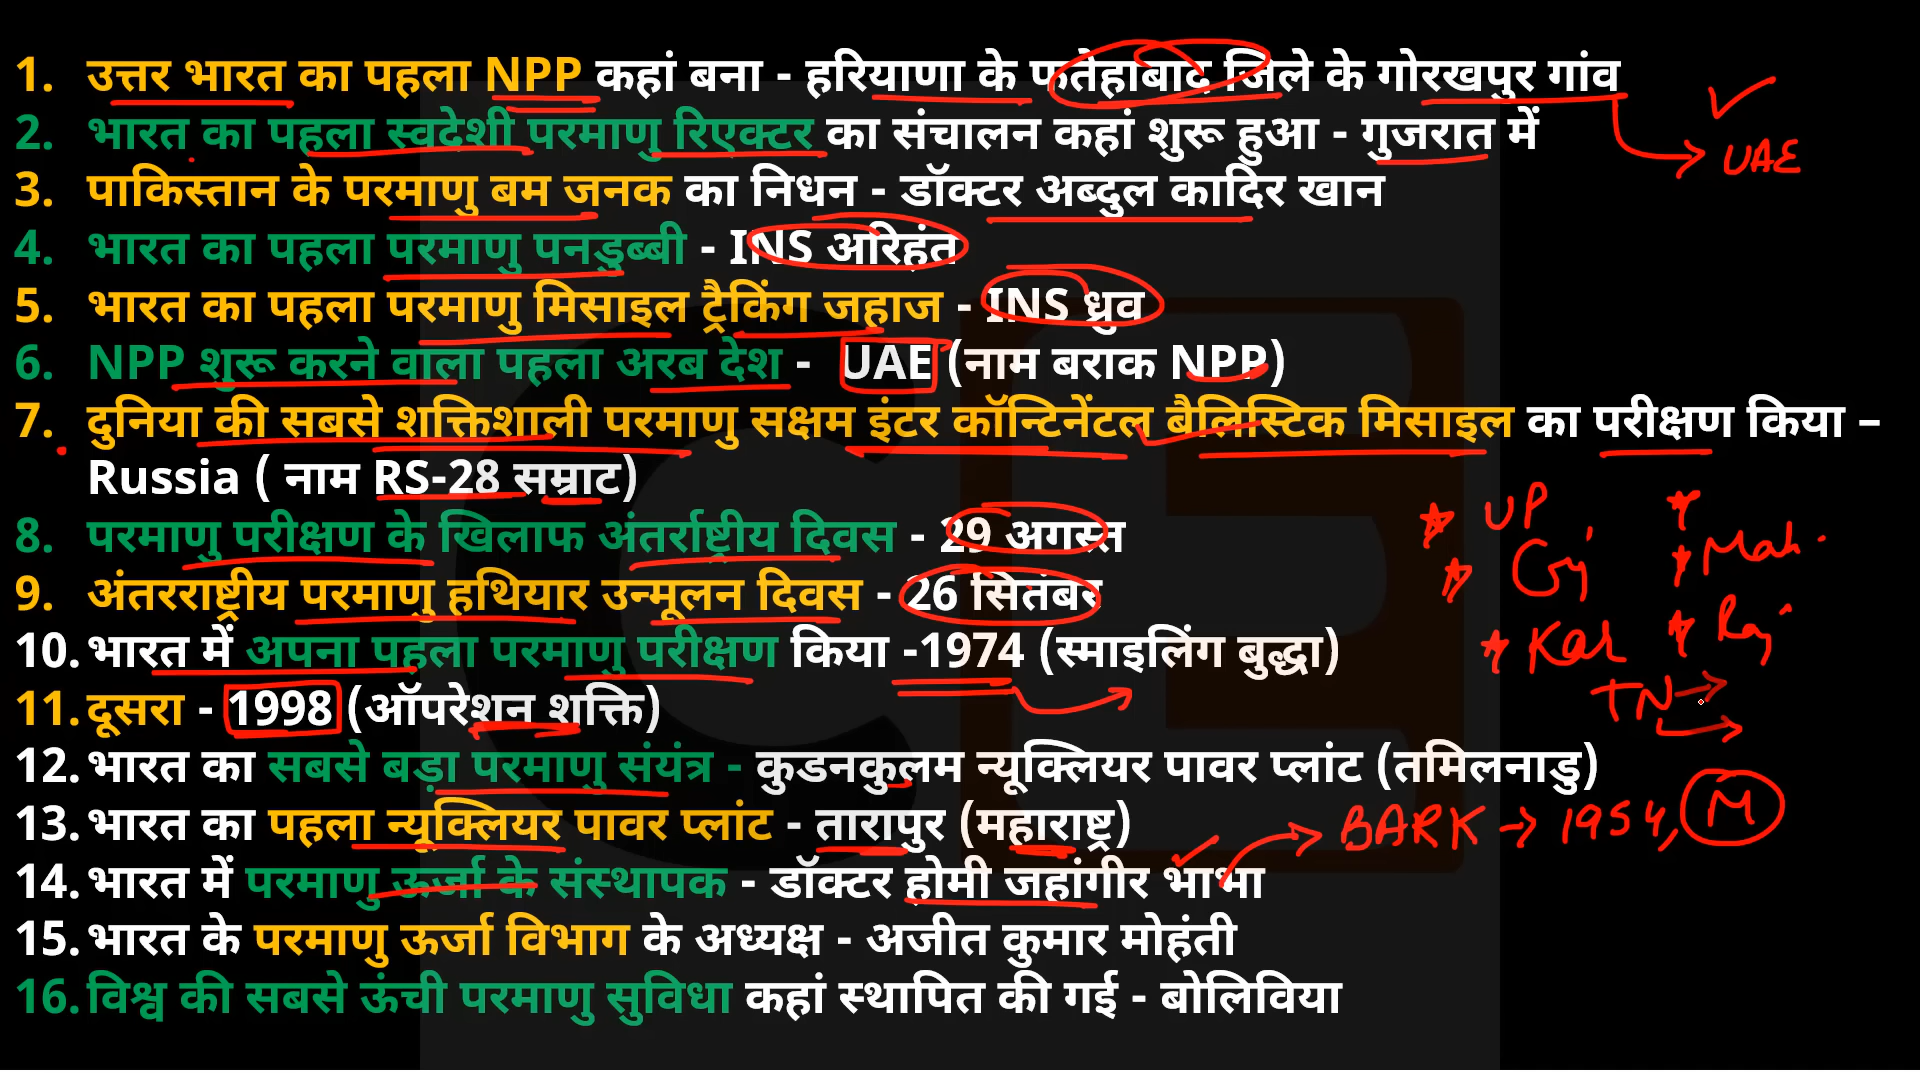 1. उत्तर भारत का पहला NPP कहां बना - हरियाणा के फतेहाबाद जिले के गोरखपुर गांव
2. भारत का पहला स्वदेशी परमाणु रिएक्टर का संचालन कहां शुरू हुआ - गुजरात में
UAE
3. पाकिस्तान के परमाणु बम जनक का निधन - डॉक्टर अब्दुल कादिर खान
4. भारत का पहला परमाणु पनडुब्बी - INS अरिहंत
5. भारत का पहला परमाणु मिसाइल ट्रैकिंग जहाज - INS ध्रुव
6. NPP शुरू करने वाला पहला अरब देश - UAE (नाम बराक NPP)
7. दुनिया की सबसे शक्तिशाली परमाणु सक्षम इंटर कॉन्टिनेंटल बैलिस्टिक मिसाइल का परीक्षण किया –
Russia ( नाम RS-28 सम्राट)
8. परमाणु परीक्षण के खिलाफ अंतर्राष्ट्रीय दिवस - 29 अगस्त
UP
Guj
Mah.
9. अंतरराष्ट्रीय परमाणु हथियार उन्मूलन दिवस - 26 सितंबर
10. भारत में अपना पहला परमाणु परीक्षण किया -1974 (स्माइलिंग बुद्धा)
Kar
Raj
TN
11. दूसरा - 1998 (ऑपरेशन शक्ति)
12. भारत का सबसे बड़ा परमाणु संयंत्र - कुडनकुलम न्यूक्लियर पावर प्लांट (तमिलनाडु)
13. भारत का पहला न्यूक्लियर पावर प्लांट - तारापुर (महाराष्ट्र)
BARK → 1954, M
14. भारत में परमाणु ऊर्जा के संस्थापक - डॉक्टर होमी जहांगीर भाभा
15. भारत के परमाणु ऊर्जा विभाग के अध्यक्ष - अजीत कुमार मोहंती
16. विश्व की सबसे ऊंची परमाणु सुविधा कहां स्थापित की गई - बोलिविया